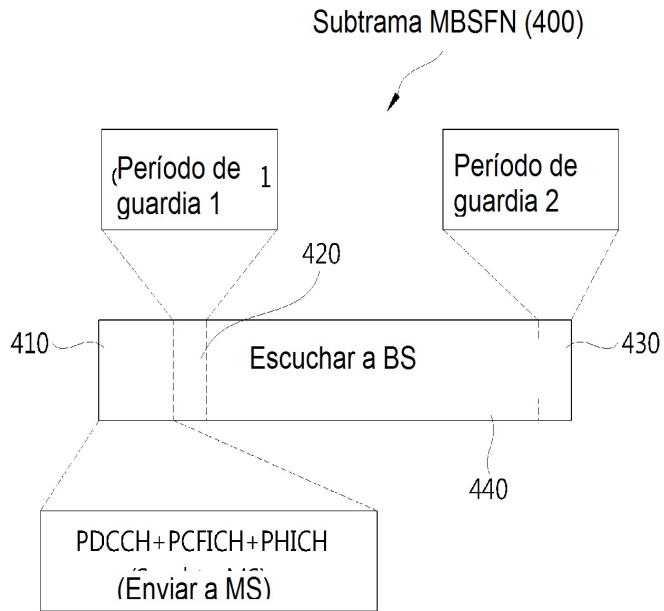 Subtrama MBSFN (400)
Período de
guardia 1
1
Período de
guardia 2
420
410
Escuchar a BS
430
440
PDCCH+PCFICH+PHICH
(Enviar a MS)